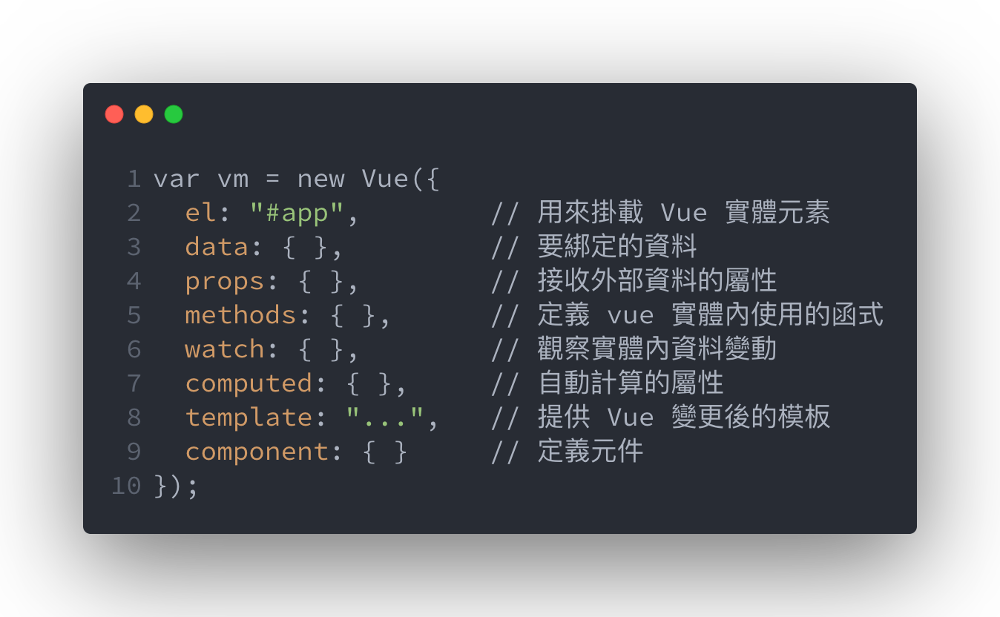 1 var vm = new Vue({
2   el: "#app",        // 用來掛載 Vue 實體元素
3   data: { },         // 要綁定的資料
4   props: { },        // 接收外部資料的屬性
5   methods: { },      // 定義 vue 實體內使用的函式
6   watch: { },        // 觀察實體內資料變動
7   computed: { },     // 自動計算的屬性
8   template: "...",   // 提供 Vue 變更後的模板
9   component: { }     // 定義元件
10 });